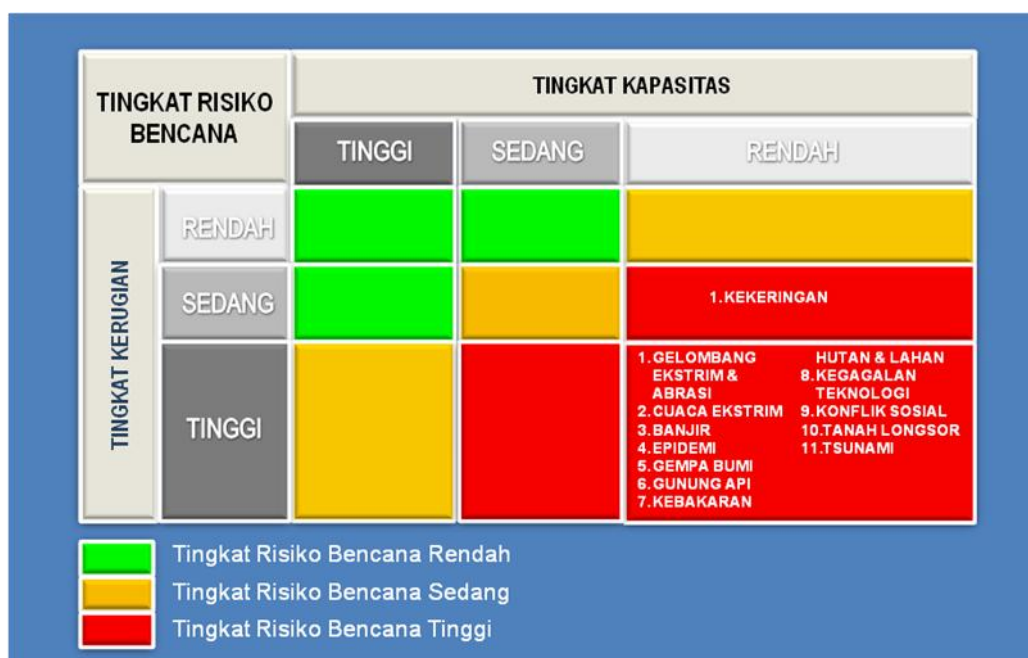 TINGKAT RISIKO
BENCANA
TINGKAT KAPASITAS
TINGGI
SEDANG
RENDAH
TINGKAT KERUGIAN
RENDAH
SEDANG
1.KEKERINGAN
TINGGI
1.GELOMBANG
EKSTRIM &
ABRASI
2.CUACA EKSTRIM
3.BANJIR
4.EPIDEMI
5.GEMPA BUMI
6.GUNUNG API
7.KEBAKARAN
HUTAN & LAHAN
8.KEGAGALAN
TEKNOLOGI
9.KONFLIK SOSIAL
10.TANAH LONGSOR
11.TSUNAMI
Tingkat Risiko Bencana Rendah
Tingkat Risiko Bencana Sedang
Tingkat Risiko Bencana Tinggi